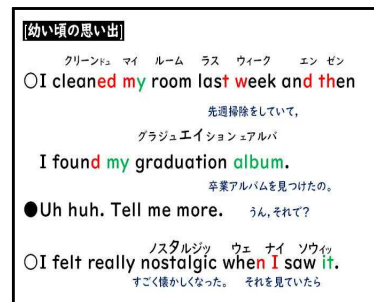 [幼い頃の思い出]
クリーンドュ マイ ルーム ラス ウィーク エン ゼン
○I cleaned my room last week and then
先週掃除をしていて，
グラジュエイションェアルバ
I found my graduation album.
卒業アルバムを見つけたの。
●Uh huh. Tell me more. うん，それで？
ノスタルジッ ウェ ナイ ソウィッ
○I felt really nostalgic when I saw it.
すごく懐かしくなった。 それを見ていたら